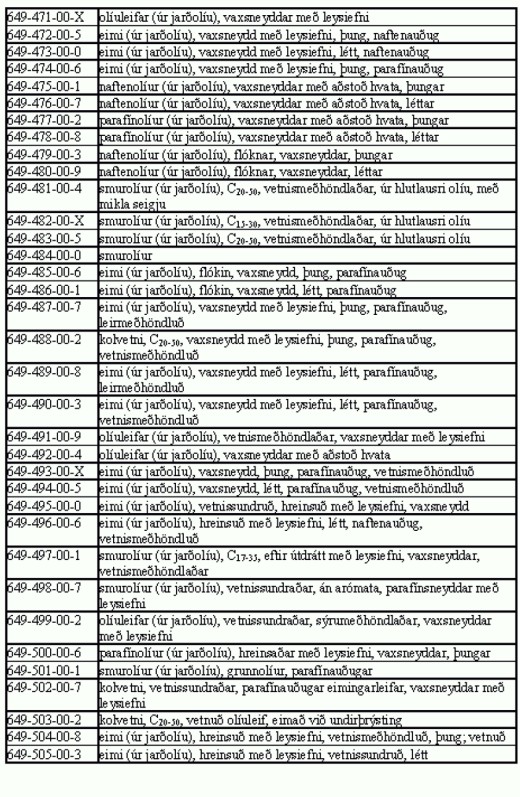 649-471-00-X olíuleifar (úr jarðolíu), vaxsneyddar með leysiefni
649-472-00-5 eimi (úr jarðolíu), vaxsneydd með leysiefni, þung, naftenauðug
649-473-00-0 eimi (úr jarðolíu), vaxsneydd með leysiefni, létt, naftenauðug
649-474-00-6 eimi (úr jarðolíu), vaxsneydd með leysiefni, þung, parafínauðug
649-475-00-1 naftenolíur (úr jarðolíu), vaxsneyddar með aðstoð hvata, þungar
649-476-00-7 naftenolíur (úr jarðolíu), vaxsneyddar með aðstoð hvata, léttar
649-477-00-2 parafínolíur (úr jarðolíu), vaxsneyddar með aðstoð hvata, þungar
649-478-00-8 parafínolíur (úr jarðolíu), vaxsneyddar með aðstoð hvata, léttar
649-479-00-3 naftenolíur (úr jarðolíu), flóknar, vaxsneyddar, þungar
649-480-00-9 naftenolíur (úr jarðolíu), flóknar, vaxsneyddar, léttar
649-481-00-4 smurolíur (úr jarðolíu), C20-50, vetnismeðhöndlaðar, úr hlutlausri olíu, með
mikla seigju
649-482-00-X smurolíur (úr jarðolíu), C15-30, vetnismeðhöndlaðar, úr hlutlausri olíu
649-483-00-5 smurolíur (úr jarðolíu), C20-50, vetnismeðhöndlaðar, úr hlutlausri olíu
649-484-00-0 smurolíur
649-485-00-6 eimi (úr jarðolíu), flókin, vaxsneydd, þung, parafínauðug
649-486-00-1 eimi (úr jarðolíu), flókin, vaxsneydd, létt, parafínauðug
649-487-00-7 eimi (úr jarðolíu), vaxsneydd með leysiefni, þung, parafínauðug,
leirmeðhöndluð
649-488-00-2 kolvetni, C20-50, vaxsneydd með leysiefni, þung, parafínauðug,
vetnismeðhöndluð
649-489-00-8 eimi (úr jarðolíu), vaxsneydd með leysiefni, létt, parafínauðug,
leirmeðhöndluð
649-490-00-3 eimi (úr jarðolíu), vaxsneydd með leysiefni, létt, parafínauðug,
vetnismeðhöndluð
649-491-00-9 olíuleifar (úr jarðolíu), vetnismeðhöndlaðar, vaxsneyddar með leysiefni
649-492-00-4 olíuleifar (úr jarðolíu), vaxsneyddar með aðstoð hvata
649-493-00-X eimi (úr jarðolíu), vaxsneydd, þung, parafínauðug, vetnismeðhöndluð
649-494-00-5 eimi (úr jarðolíu), vaxsneydd, létt, parafínauðug, vetnismeðhöndluð
649-495-00-0 eimi (úr jarðolíu), vetnissundruð, hreinsuð með leysiefni, vaxsneydd
649-496-00-6 eimi (úr jarðolíu), hreinsuð með leysiefni, létt, naftenauðug,
vetnismeðhöndluð
649-497-00-1 smurolíur (úr jarðolíu), C17-35, eftir útdrátt með leysiefni, vaxsneyddar,
vetnismeðhöndlaðar
649-498-00-7 smurolíur (úr jarðolíu), vetnissundraðar, án arómata, parafínsneyddar með
leysiefni
649-499-00-2 olíuleifar (úr jarðolíu), vetnissundraðar, sýrumeðhöndlaðar, vaxsneyddar
með leysiefni
649-500-00-6 parafínolíur (úr jarðolíu), hreinsaðar með leysiefni, vaxsneyddar, þungar
649-501-00-1 smurolíur (úr jarðolíu), grunnolíur, parafínauðugar
649-502-00-7 kolvetni, vetnissundraðar, parafínauðugar eimingarleifar, vaxsneyddar með
leysiefni
649-503-00-2 kolvetni, C20-50, vetnuð olíuleif, eimað við undirþrýsting
649-504-00-8 eimi (úr jarðolíu), hreinsuð með leysiefni, vetnismeðhöndluð, þung; vetnuð
649-505-00-3 eimi (úr jarðolíu), hreinsuð með leysiefni, vetnissundruð, létt